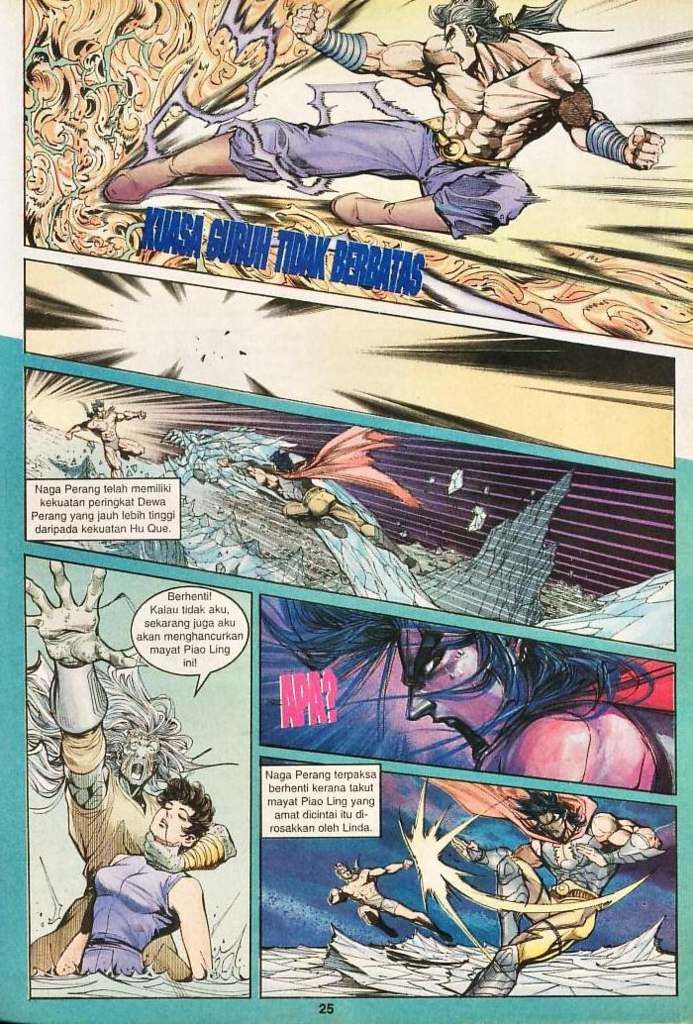 KUASA GURUH TIDAK BERBATAS
Naga Perang telah memiliki
kekuatan peringkat Dewa
Perang yang jauh lebih tinggi
daripada kekuatan Hu Que.
Berhenti!
Kalau tidak aku,
sekarang juga aku
akan menghancurkan
mayat Piao Ling
ini!
APA?
Naga Perang terpaksa
berhenti kerana takut
mayat Piao Ling yang
amat dicintai itu di-
rosakkan oleh Linda.
25